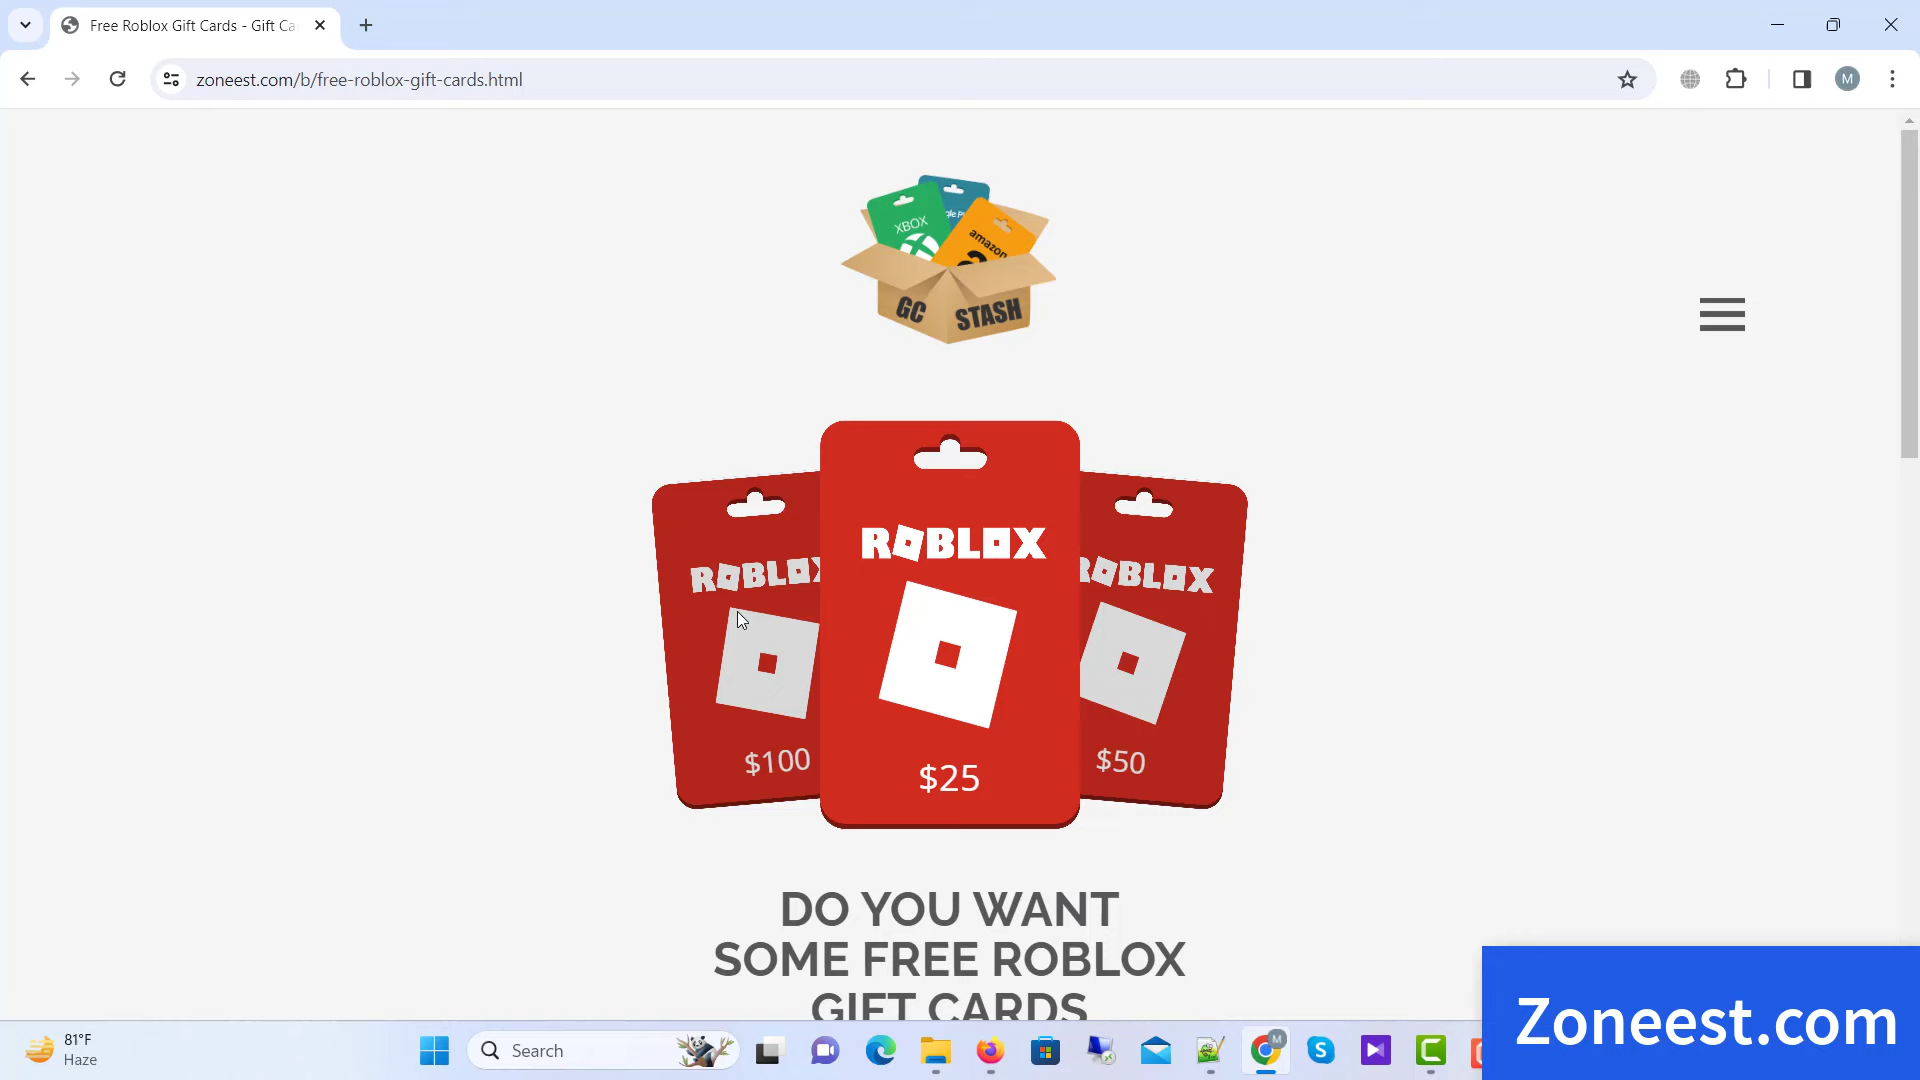 Free Roblox Gift Cards - Gift Ca
zoneest.com/b/free-roblox-gift-cards.html
M
XBOX
amazon
GC STASH
ROBLOX
ROBLOX
ROBLOX
$100
$25
$50
DO YOU WANT
SOME FREE ROBLOX
GIFT CARDS
81°F
Haze
Search
M
Zoneest.com